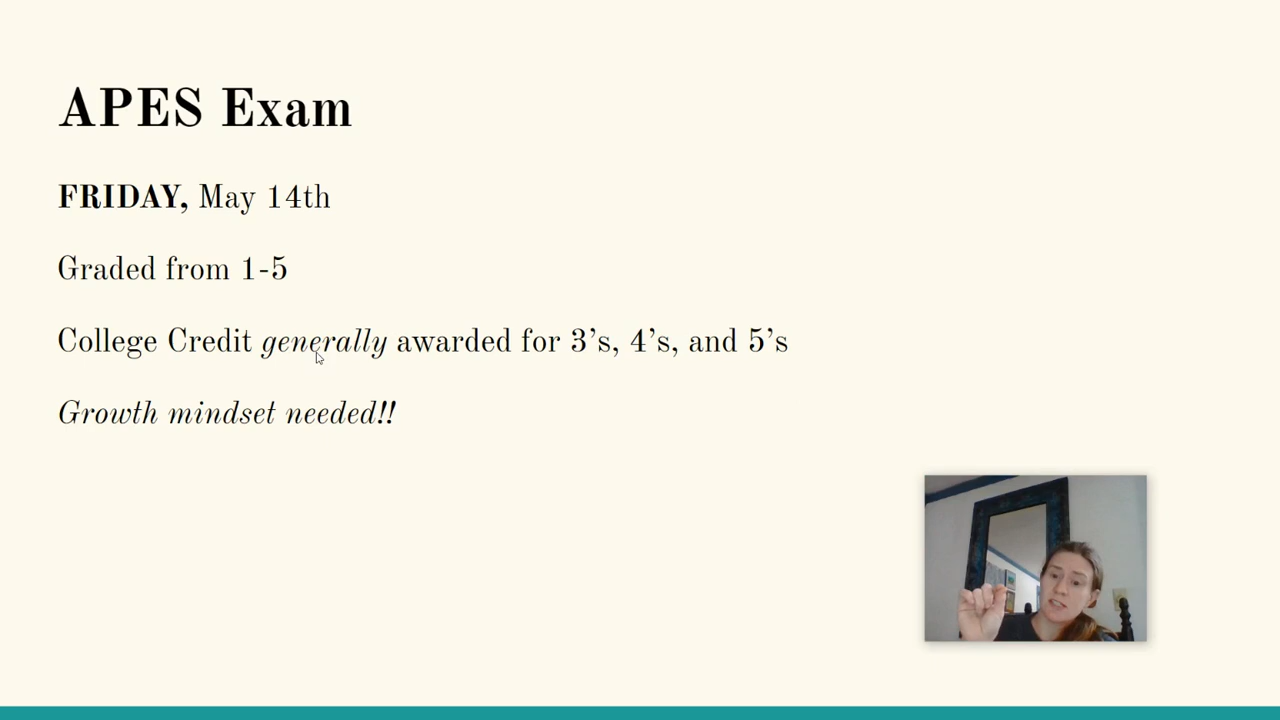 APES Exam
FRIDAY, May 14th
Graded from 1-5
College Credit generally awarded for 3’s, 4’s, and 5’s
Growth mindset needed!!